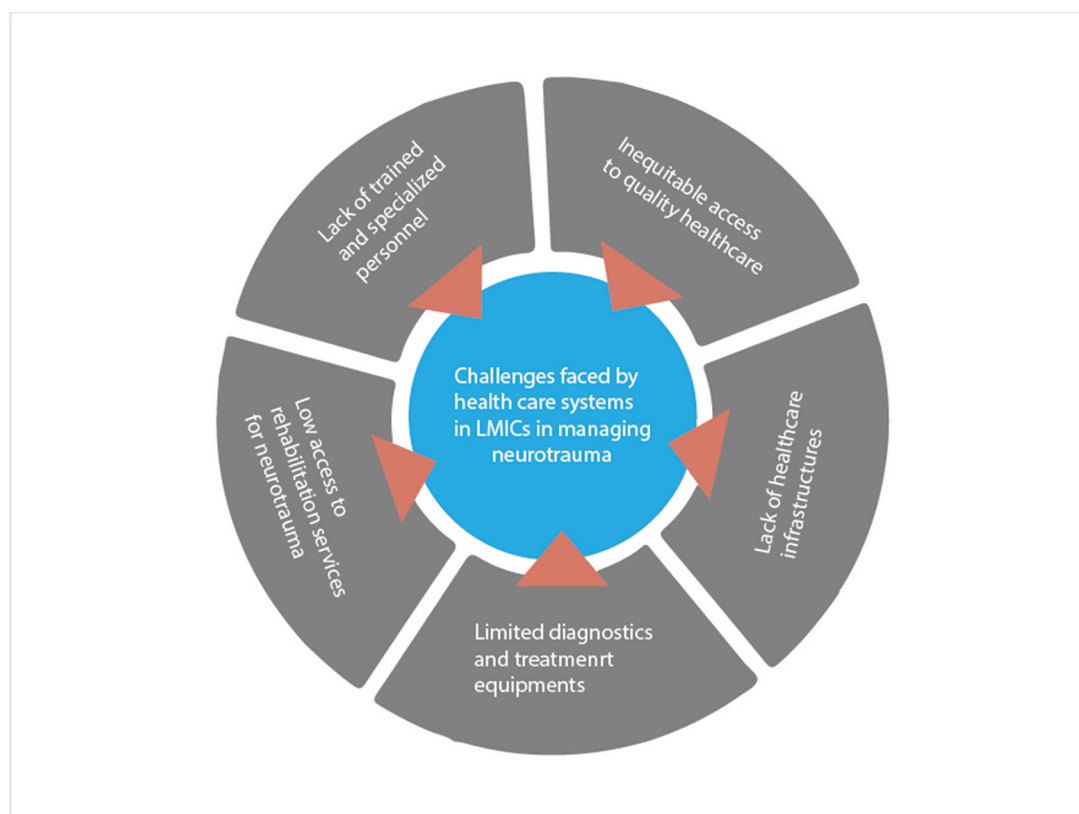 Lack of trained
and specialized
personnel
Inequitable access
to quality healthcare
Challenges faced by
health care systems
in LMICs in managing
neurotrauma
Low access to
rehabilitation services
for neurotrauma
Lack of healthcare
infrastructures
Limited diagnostics
and treatmenrt
equipments